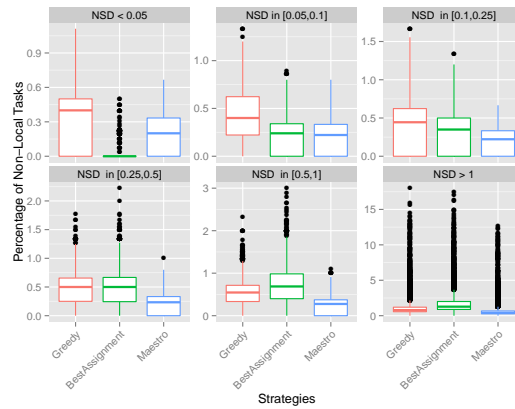 NSD < 0.05
NSD in [0.05,0.1]
NSD in [0.1,0.25]
0.9
0.6
0.3
0.0
1.0
0.5
0.0
1.5
1.0
0.5
0.0
Percentage of Non-Local Tasks
NSD in [0.25,0.5]
NSD in [0.5,1]
NSD > 1
2.0
1.5
1.0
0.5
0.0
3
2
1
0
15
10
5
0
Greedy
BestAssignment
Maestro
Greedy
BestAssignment
Maestro
Greedy
BestAssignment
Maestro
Strategies